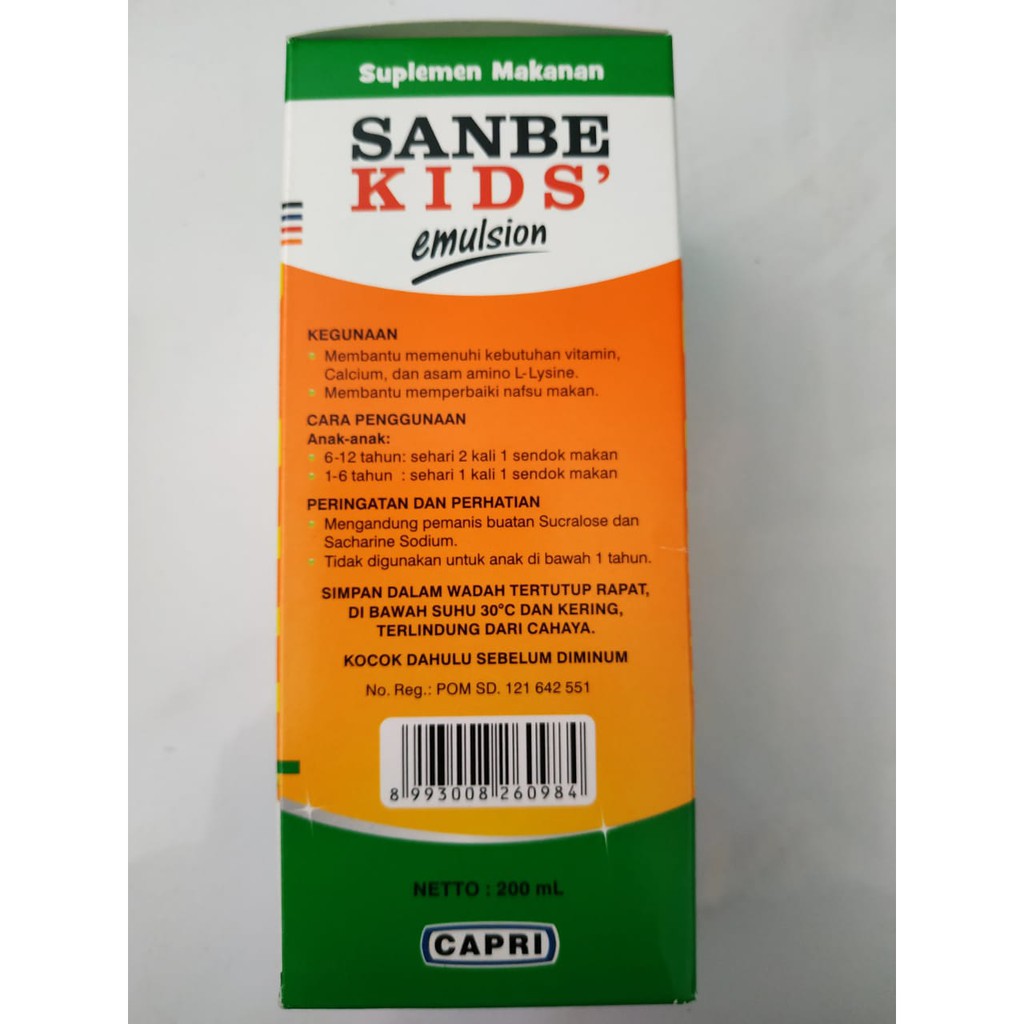 Suplemen Makanan
SANBE
KIDS'
emulsion
KEGUNAAN
Membantu memenuhi kebutuhan vitamin,
Calcium, dan asam amino L-Lysine.
Membantu memperbaiki nafsu makan.
CARA PENGGUNAAN
Anak-anak:
6-12 tahun: sehari 2 kali 1 sendok makan
1-6 tahun : sehari 1 kali 1 sendok makan
PERINGATAN DAN PERHATIAN
Mengandung pemanis buatan Sucralose dan
Sacharine Sodium.
Tidak digunakan untuk anak di bawah 1 tahun.
SIMPAN DALAM WADAH TERTUTUP RAPAT,
DI BAWAH SUHU 30°C DAN KERING,
TERLINDUNG DARI CAHAYA.
KOCOK DAHULU SEBELUM DIMINUM
No. Reg.: POM SD. 121 642 551
8 993008 260984
NETTO : 200 mL
CAPRI